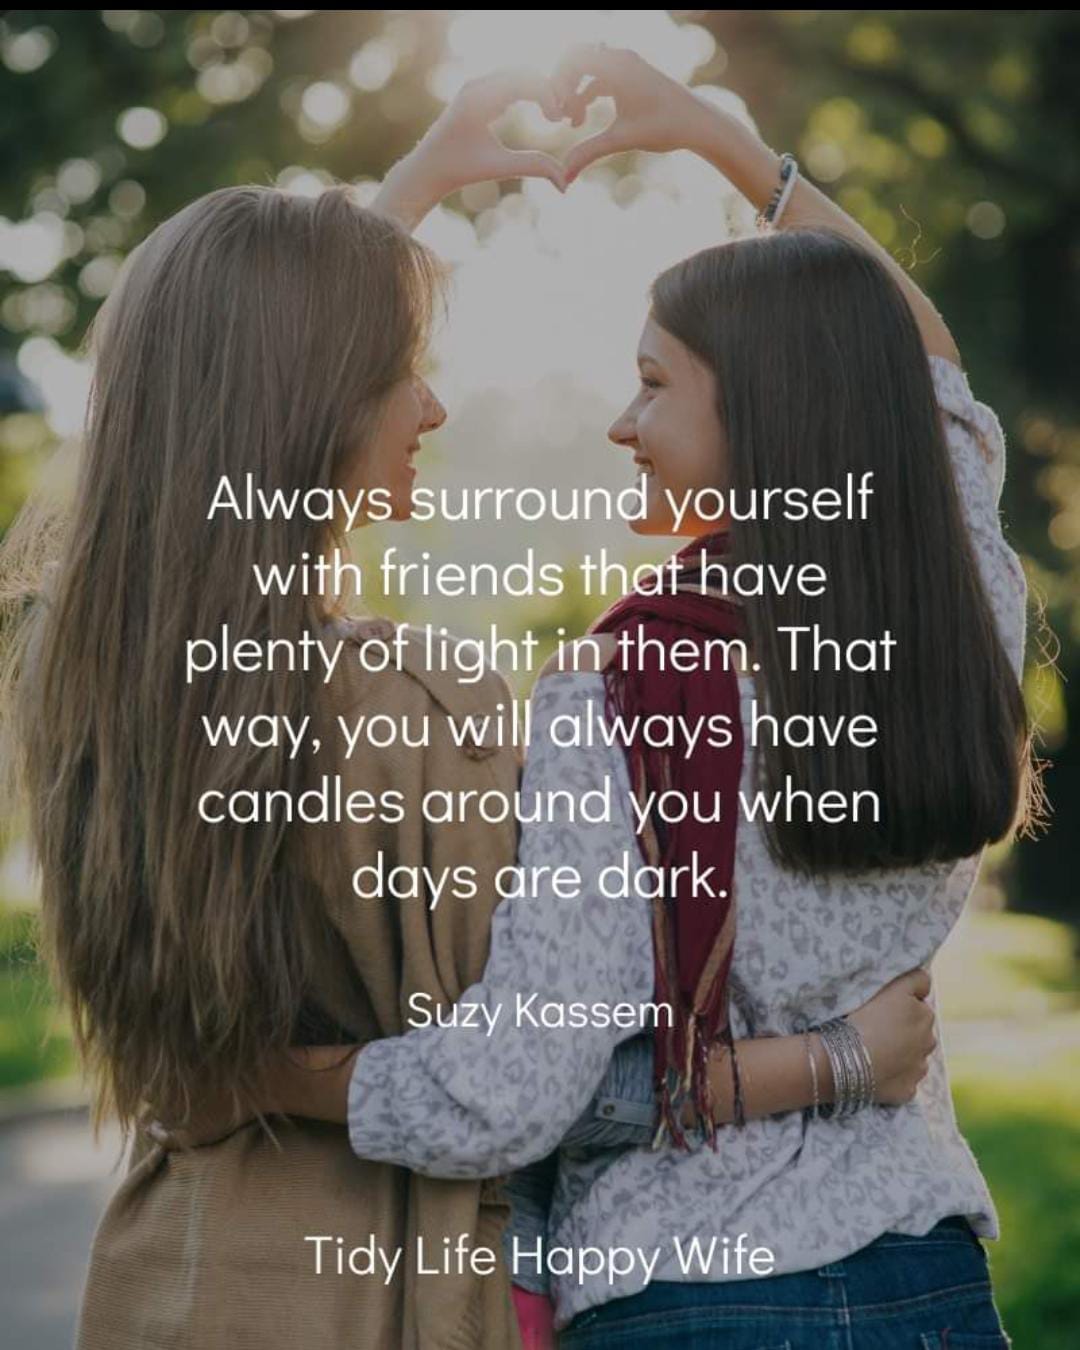 Always surround yourself
with friends that have
plenty of light in them. That
way, you will always have
candles around you when
days are dark.
Suzy Kassem
Tidy Life Happy Wife